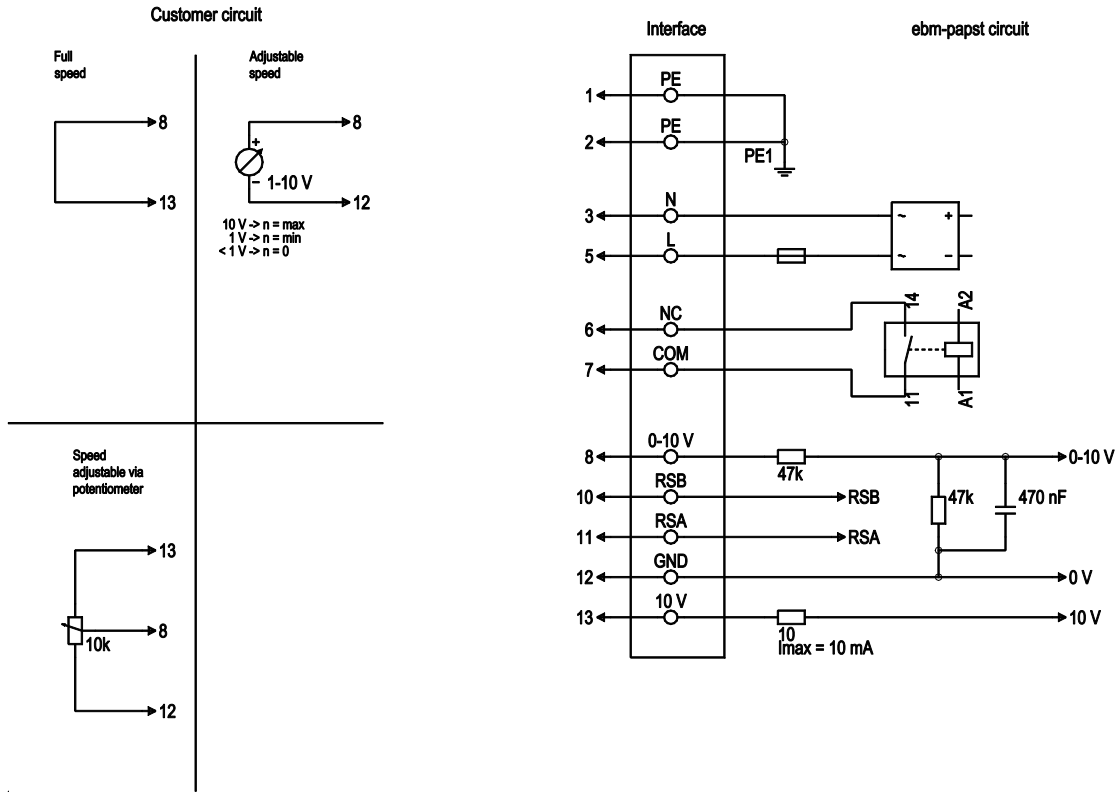 Customer circuit
Full
speed
8
13
Adjustable
speed
8
+
−
1-10 V
12
10 V -> n = max
1 V -> n = min
< 1 V -> n = 0
Speed
adjustable via
potentiometer
13
8
10k
12
Interface
ebm-papst circuit
1
PE
2
PE
PE1
3
N
~
+
5
L
~
−
6
NC
14
A2
7
COM
11
A1
8
0-10 V
47k
0-10 V
10
RSB
RSB
47k
470 nF
11
RSA
RSA
12
GND
0 V
13
10 V
10
Imax = 10 mA
10 V